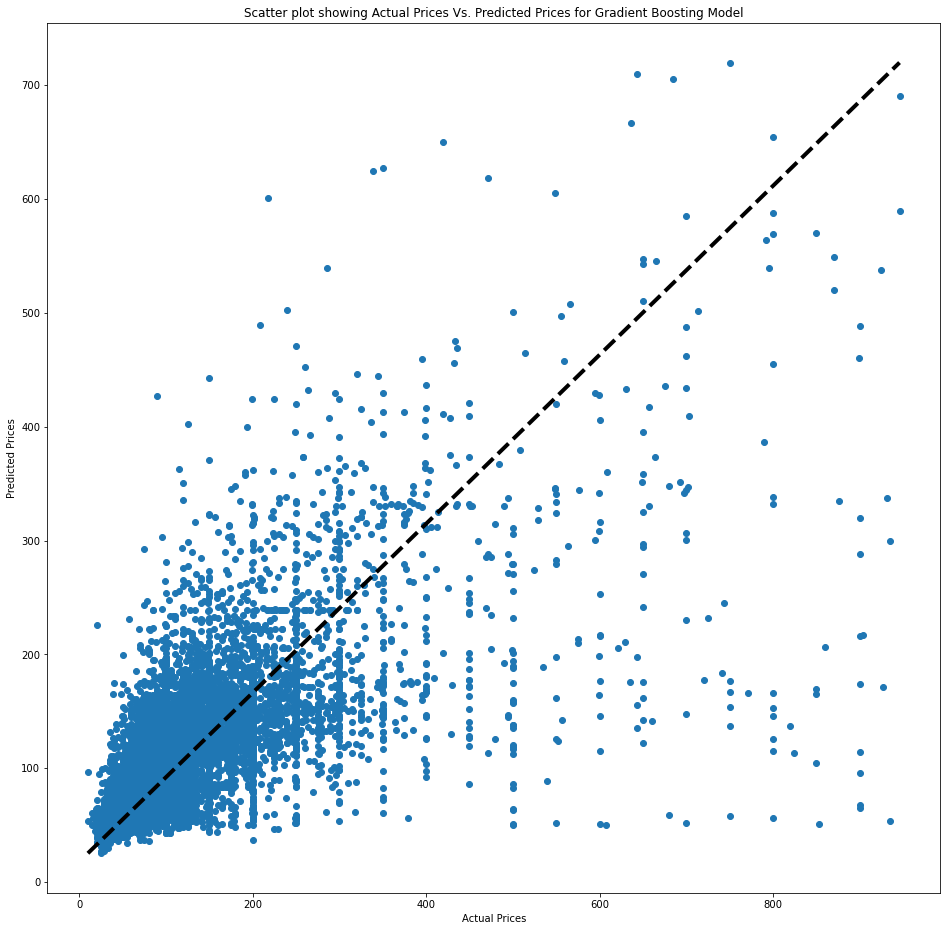 Scatter plot showing Actual Prices Vs. Predicted Prices for Gradient Boosting Model
700
600
500
400
300
200
100
0
Predicted Prices
0 200 400 600 800
Actual Prices